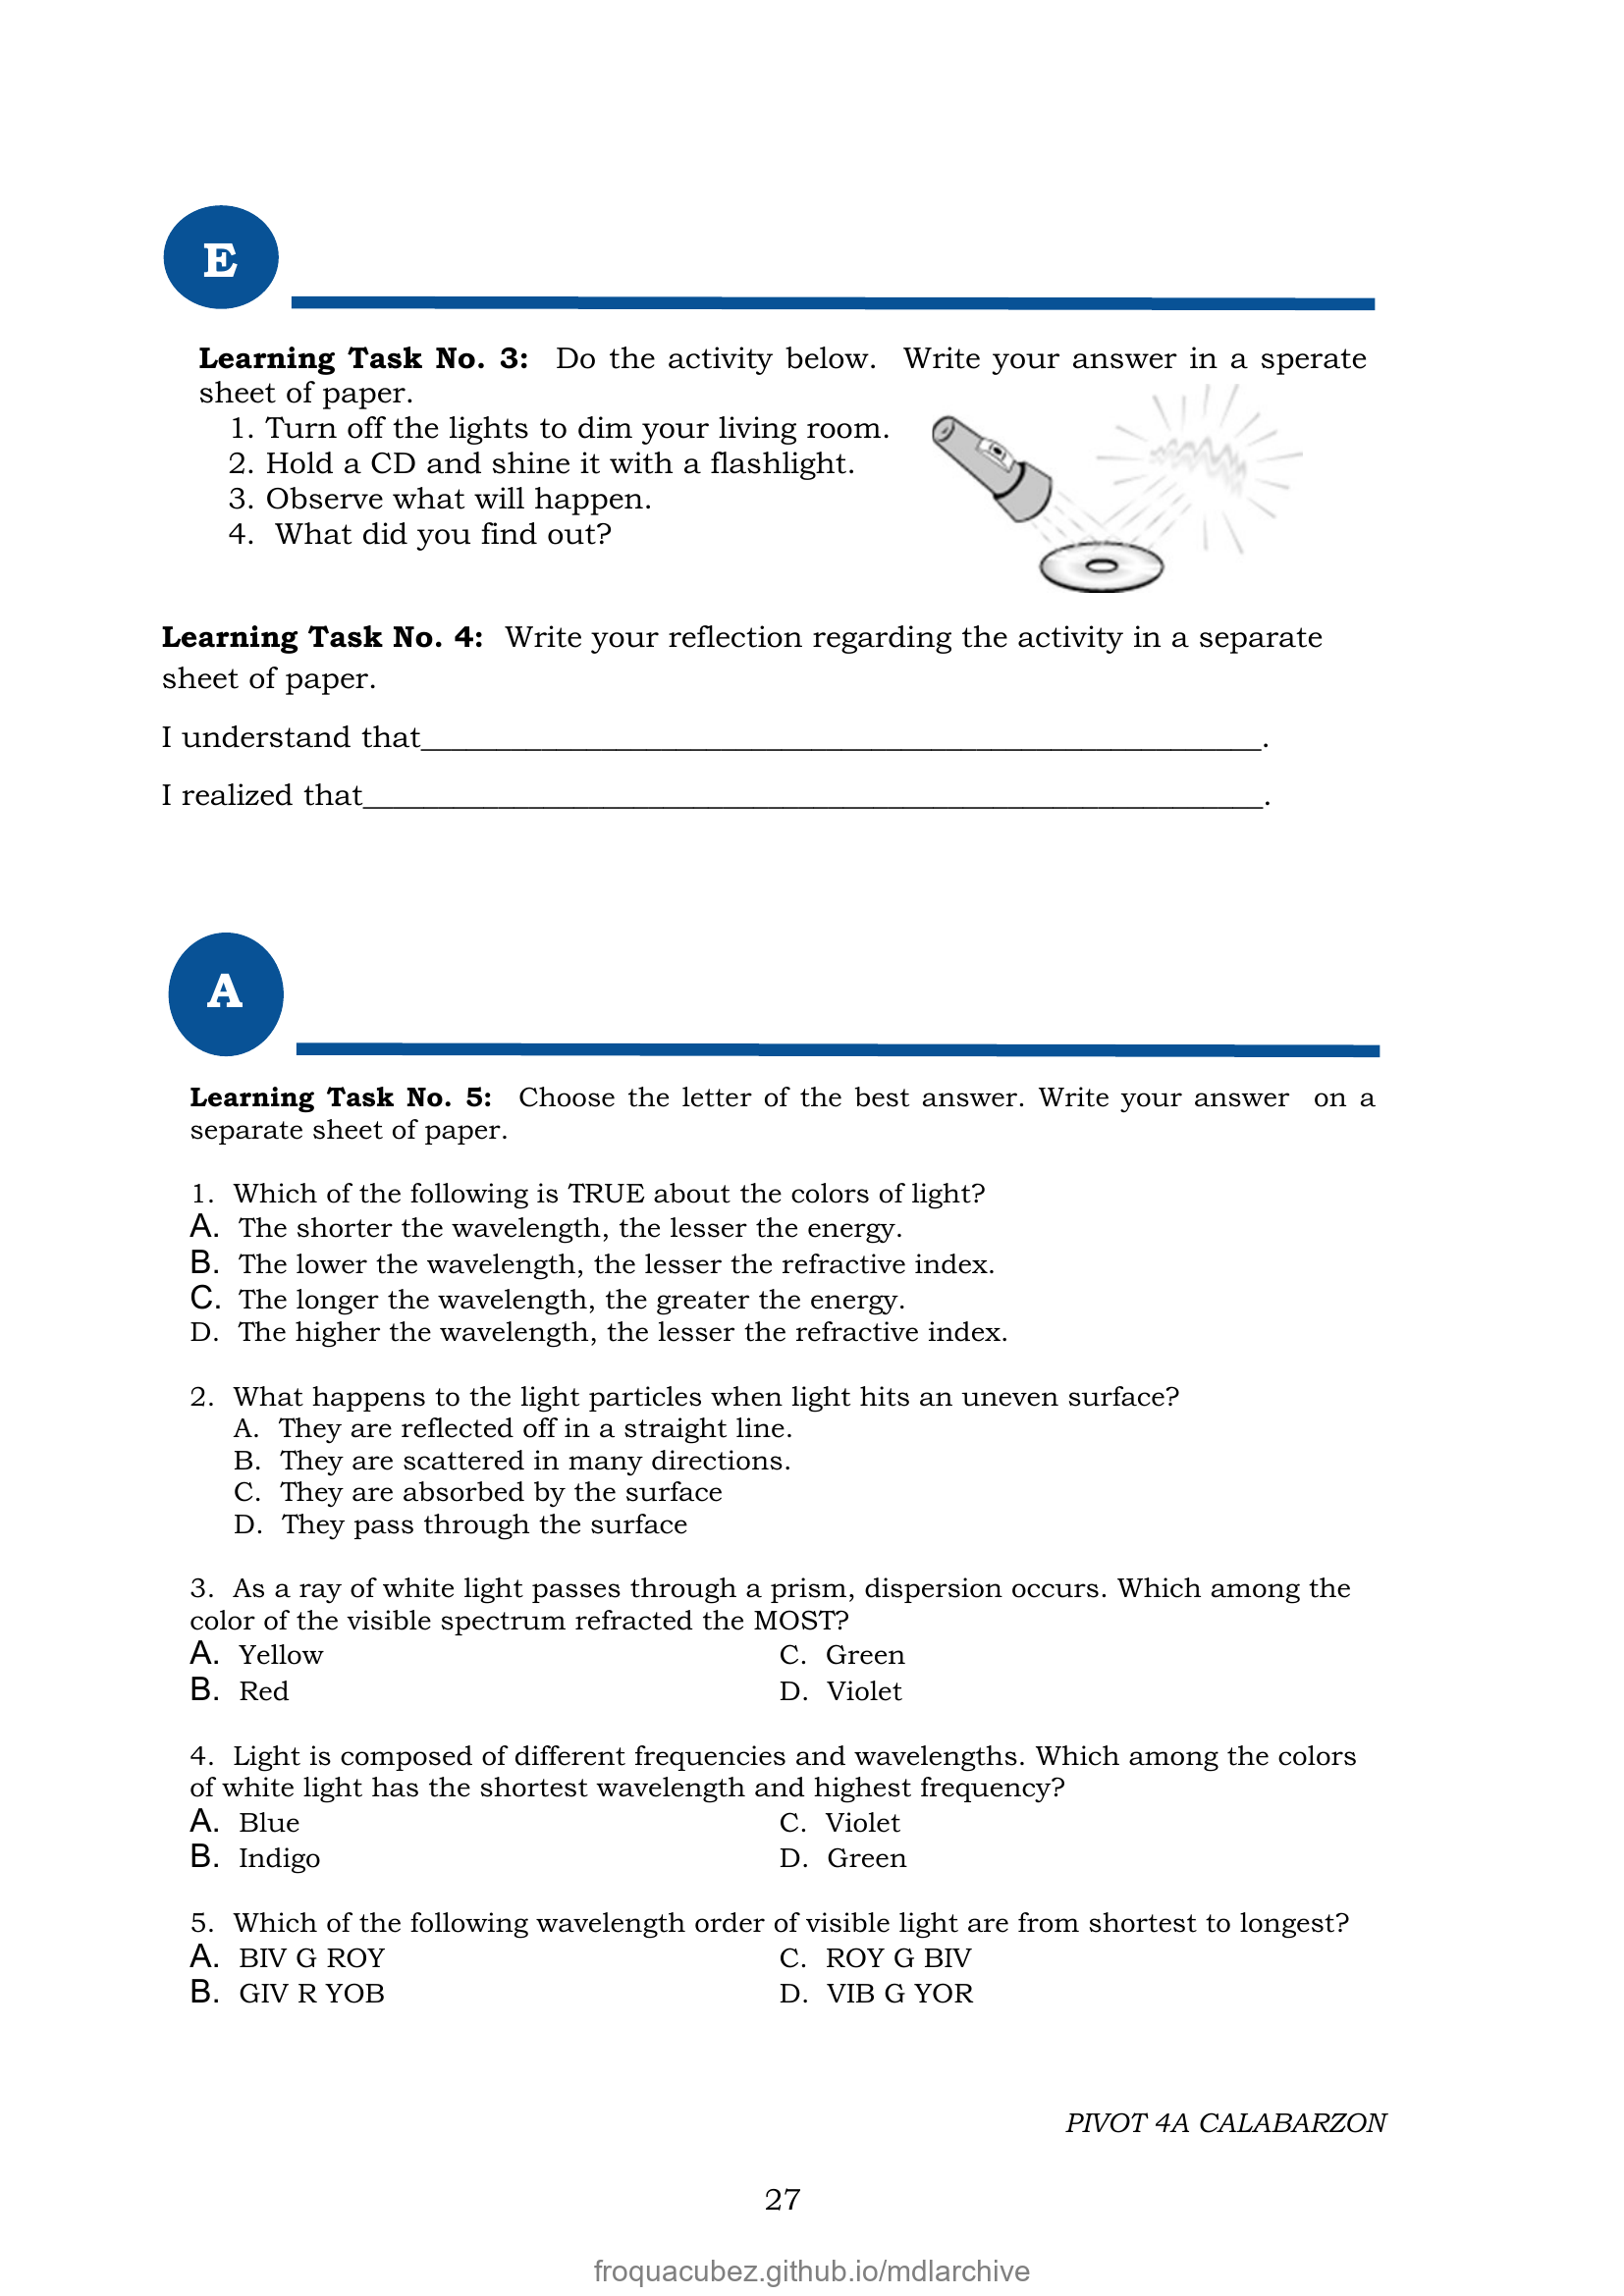 E
Learning Task No. 3: Do the activity below. Write your answer in a sperate
sheet of paper.
1. Turn off the lights to dim your living room.
2. Hold a CD and shine it with a flashlight.
3. Observe what will happen.
4. What did you find out?
Learning Task No. 4: Write your reflection regarding the activity in a separate
sheet of paper.
I understand that________________________________________________________.
I realized that____________________________________________________________.
A
Learning Task No. 5: Choose the letter of the best answer. Write your answer on a
separate sheet of paper.
1. Which of the following is TRUE about the colors of light?
A. The shorter the wavelength, the lesser the energy.
B. The lower the wavelength, the lesser the refractive index.
C. The longer the wavelength, the greater the energy.
D. The higher the wavelength, the lesser the refractive index.
2. What happens to the light particles when light hits an uneven surface?
A. They are reflected off in a straight line.
B. They are scattered in many directions.
C. They are absorbed by the surface
D. They pass through the surface
3. As a ray of white light passes through a prism, dispersion occurs. Which among the
color of the visible spectrum refracted the MOST?
A. Yellow C. Green
B. Red D. Violet
4. Light is composed of different frequencies and wavelengths. Which among the colors
of white light has the shortest wavelength and highest frequency?
A. Blue C. Violet
B. Indigo D. Green
5. Which of the following wavelength order of visible light are from shortest to longest?
A. BIV G ROY C. ROY G BIV
B. GIV R YOB D. VIB G YOR
PIVOT 4A CALABARZON
27
froquacubez.github.io/mdlarchive